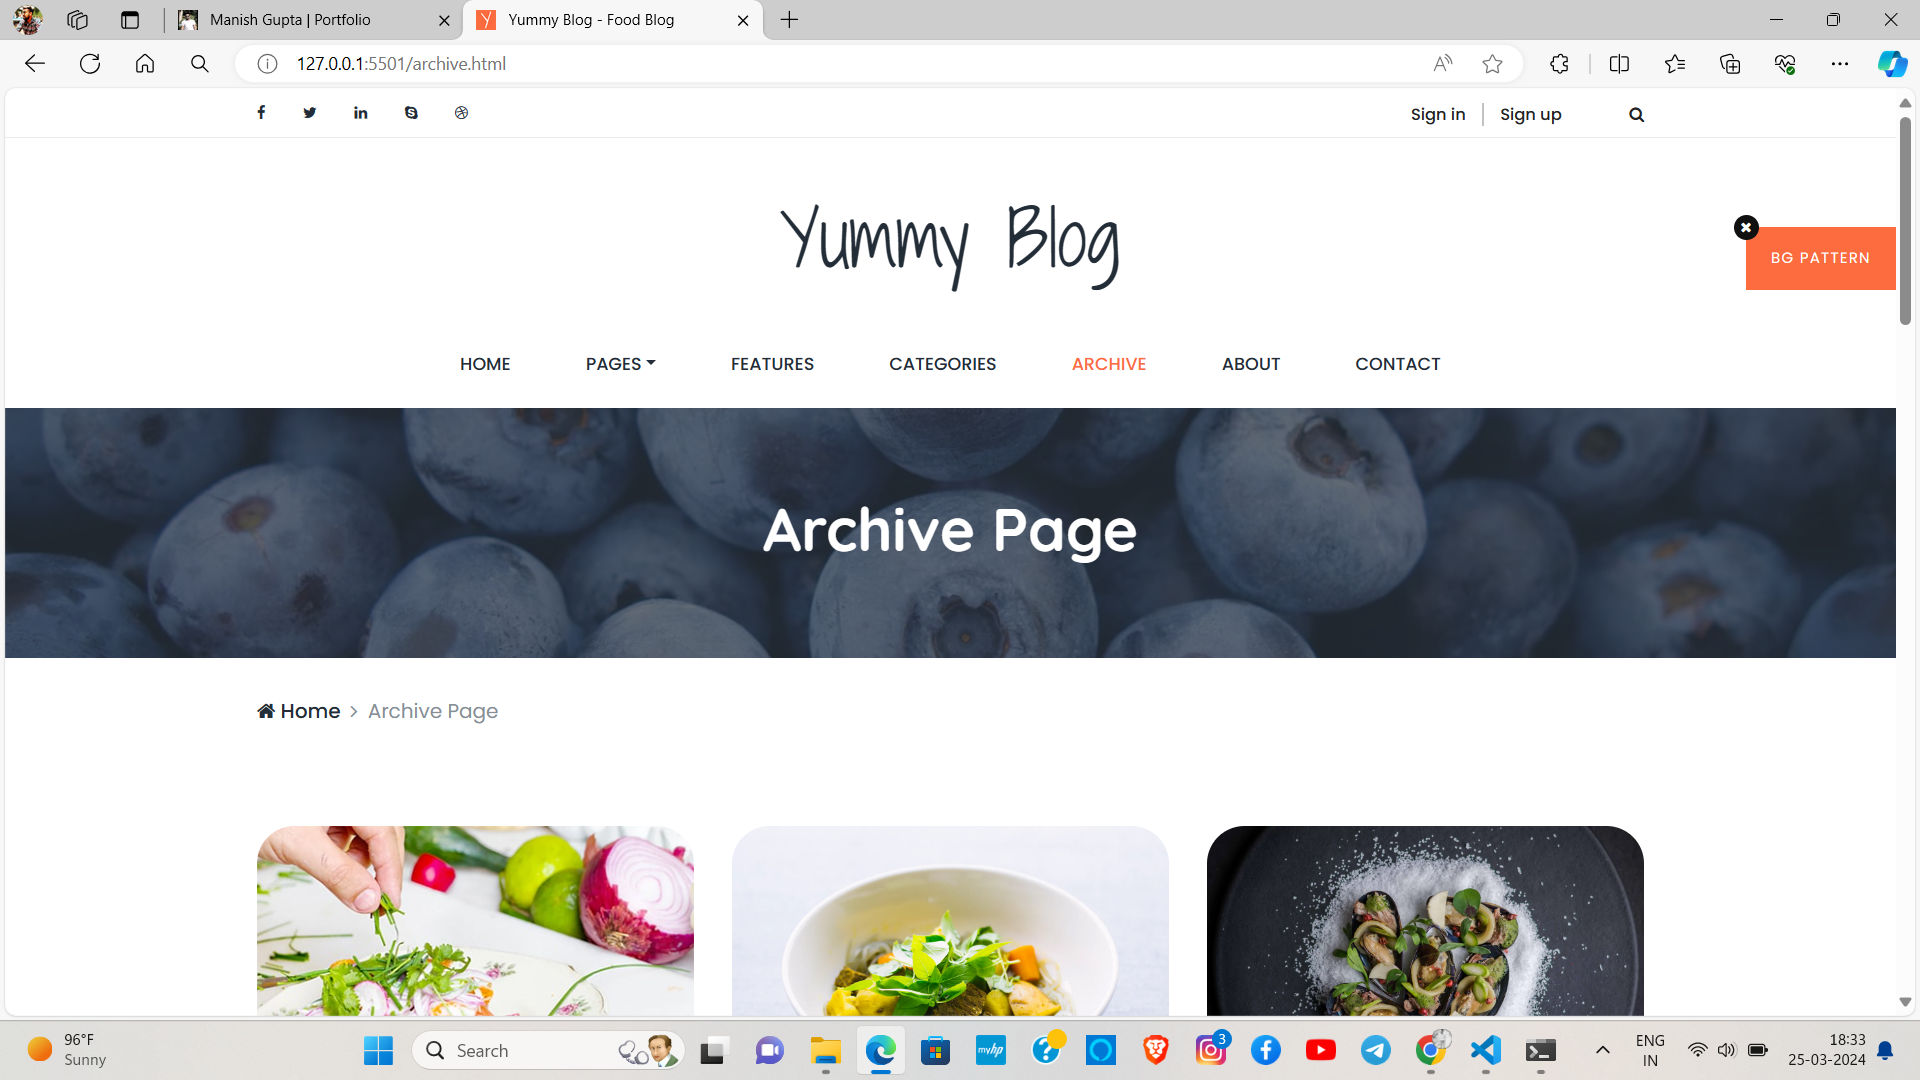 Manish Gupta | Portfolio
Yummy Blog - Food Blog
127.0.0.1:5501/archive.html
Sign in
Sign up
Yummy Blog
BG PATTERN
HOME
PAGES
FEATURES
CATEGORIES
ARCHIVE
ABOUT
CONTACT
Archive Page
Home
Archive Page
96°F
Sunny
Search
myhp
3
ENG
IN
18:33
25-03-2024